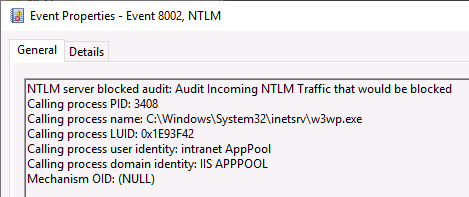 Event Properties - Event 8002, NTLM
General Details
NTLM server blocked audit: Audit Incoming NTLM Traffic that would be blocked
Calling process PID: 3408
Calling process name: C:\Windows\System32\inetsrv\w3wp.exe
Calling process LUID: 0x1E93F42
Calling process user identity: intranet AppPool
Calling process domain identity: IIS APPPOOL
Mechanism OID: (NULL)